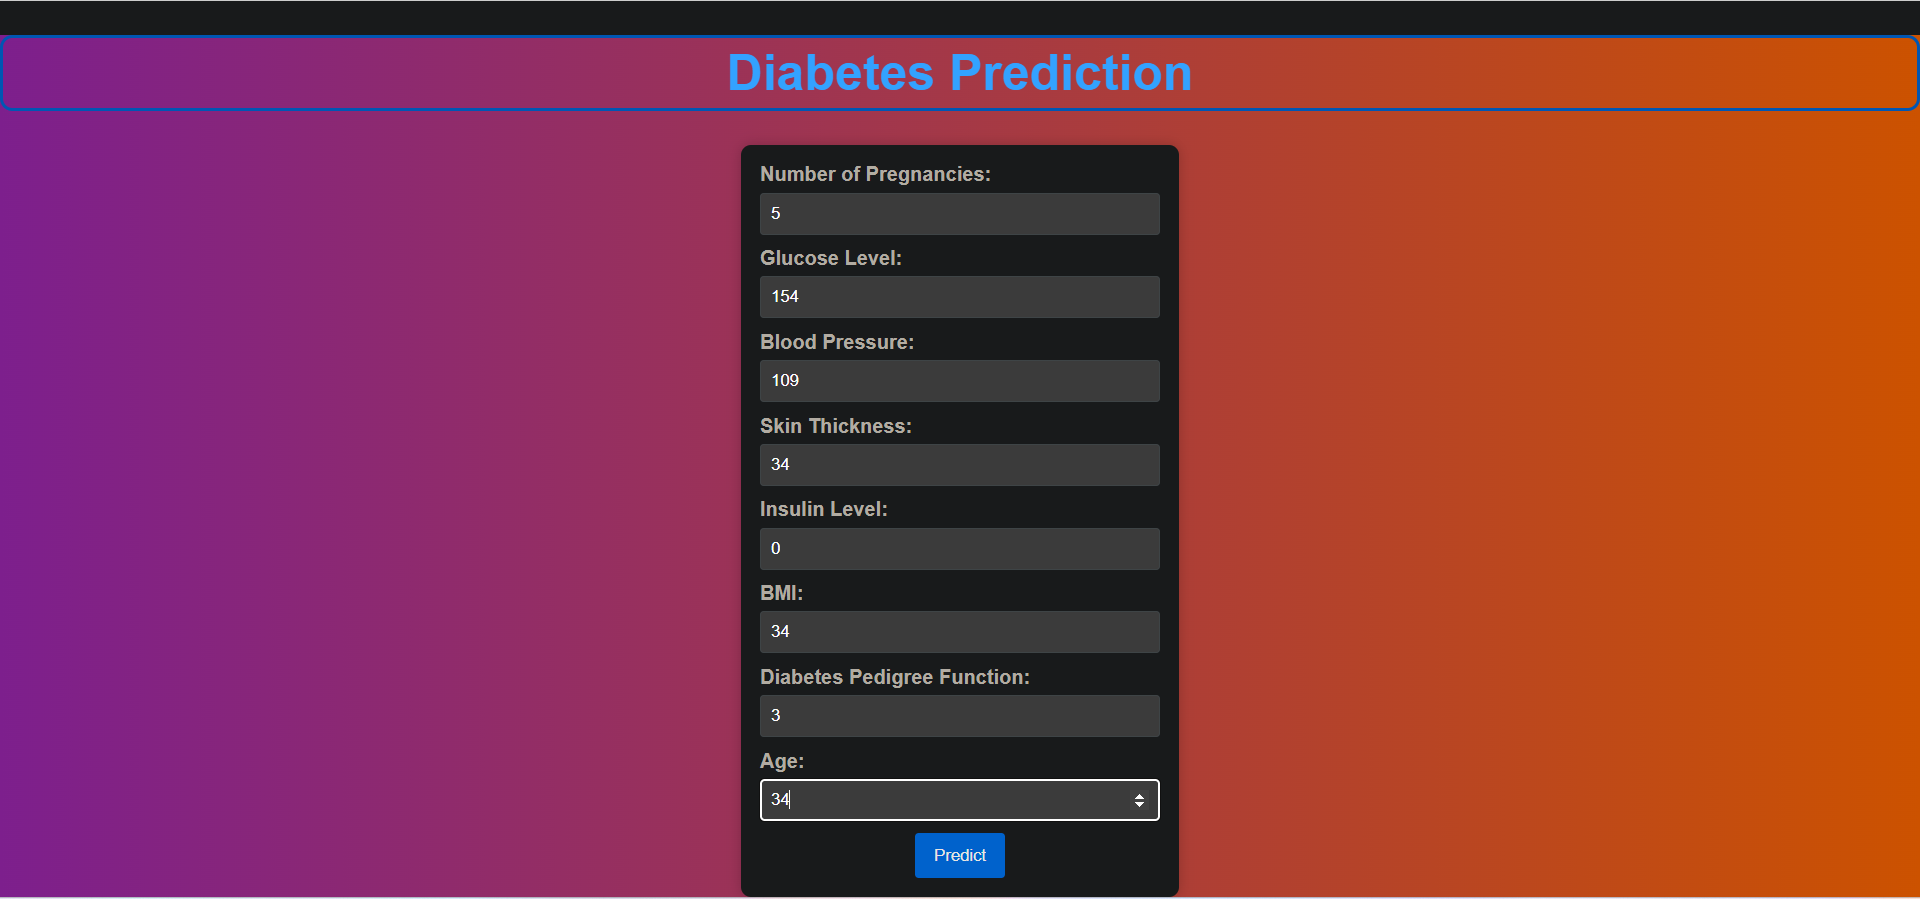 Diabetes Prediction
Number of Pregnancies:
5
Glucose Level:
154
Blood Pressure:
109
Skin Thickness:
34
Insulin Level:
0
BMI:
34
Diabetes Pedigree Function:
3
Age:
34
Predict